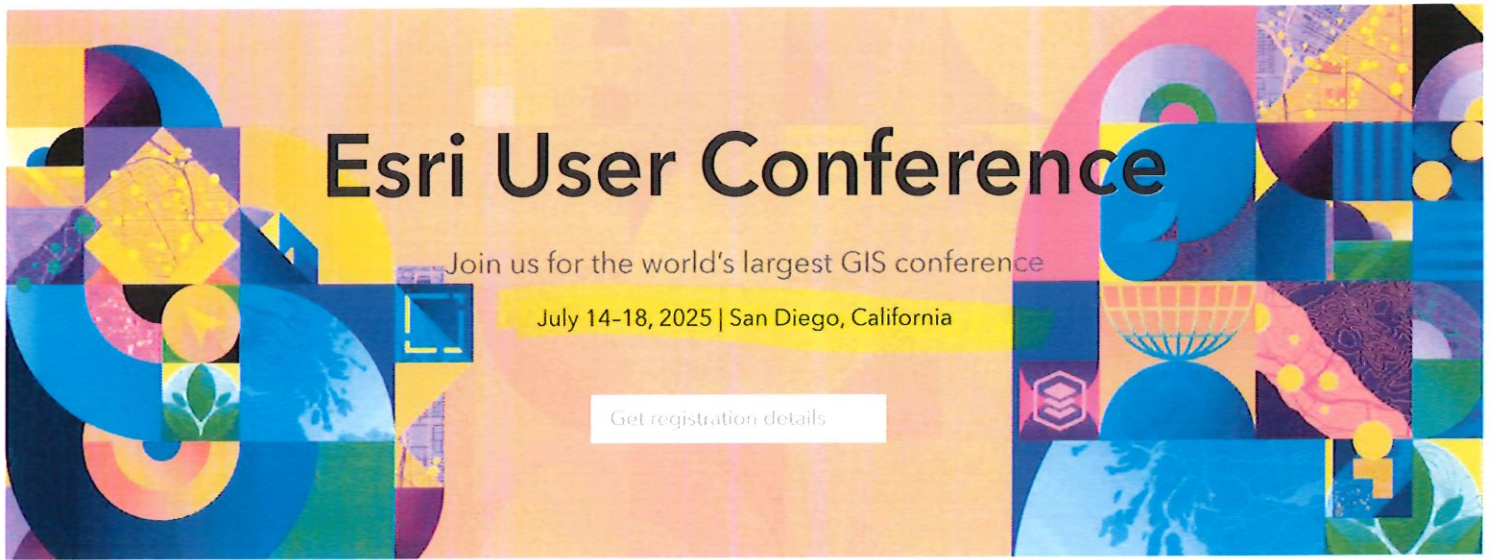 Esri User Conference
Join us for the world's largest GIS conference
July 14-18, 2025 | San Diego, California
Get registration details